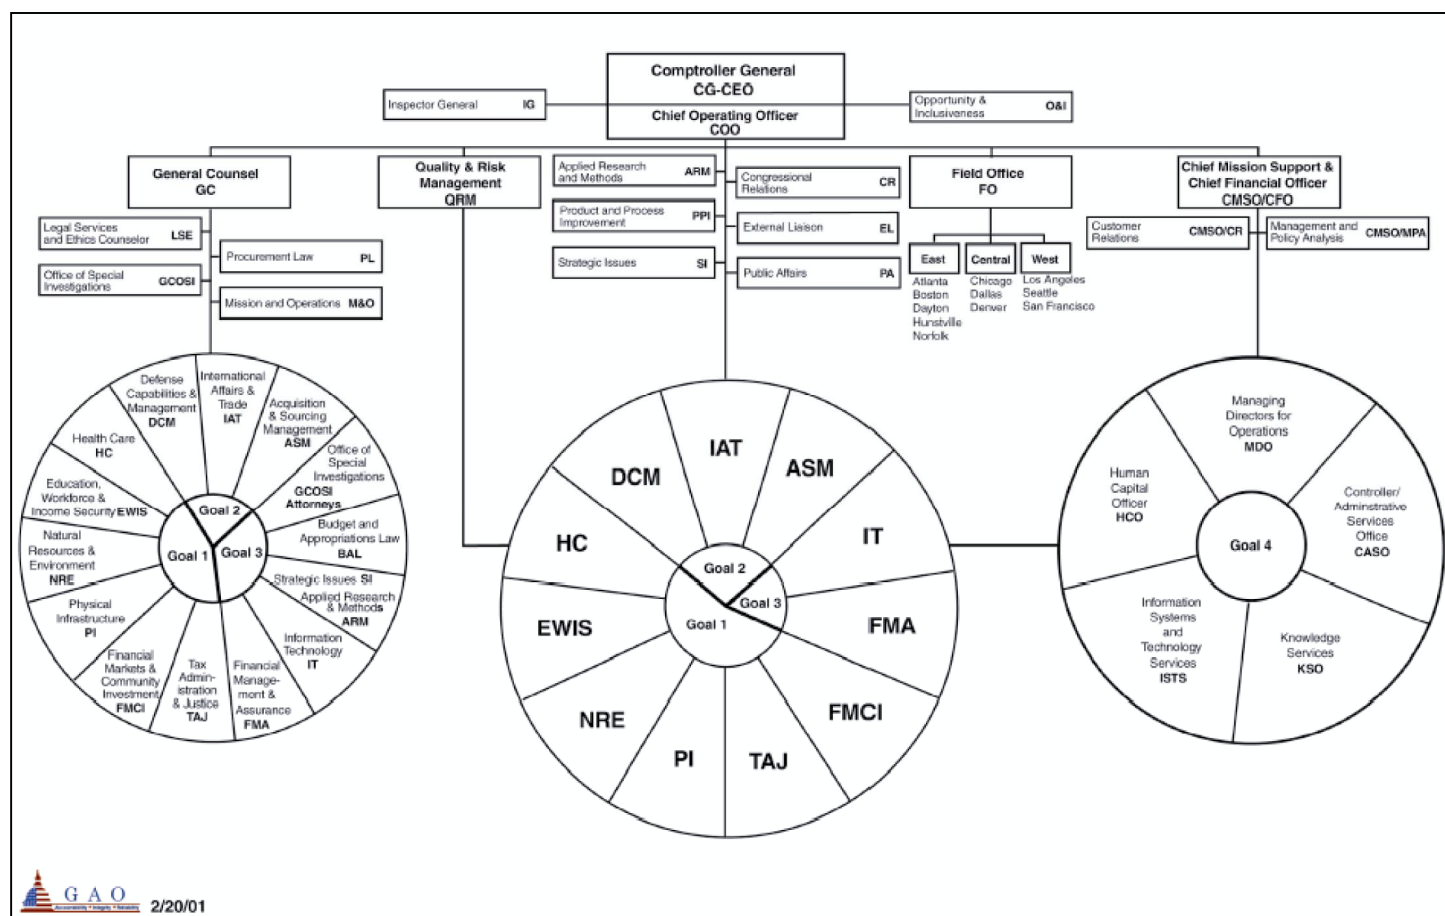 Comptroller General
CG-CEO
Chief Operating Officer
COO
Inspector General IG
Opportunity &
Inclusiveness O&I
General Counsel
GC
Legal Services
and Ethics Counselor LSE
Procurement Law PL
Office of Special
Investigations GCOSI
Mission and Operations M&O
Quality & Risk
Management
QRM
Applied Research
and Methods ARM
Congressional
Relations CR
Product and Process
Improvement PPI
External Liaison EL
Strategic Issues SI
Public Affairs PA
Field Office
FO
East
Atlanta
Boston
Dayton
Hunstville
Norfolk
Central
Chicago
Dallas
Denver
West
Los Angeles
Seattle
San Francisco
Chief Mission Support &
Chief Financial Officer
CMSO/CFO
Customer
Relations CMSO/CR
Management and
Policy Analysis CMSO/MPA
Defense
Capabilities &
Management
DCM
International
Affairs &
Trade
IAT
Acquisition
& Sourcing
Management
ASM
Office of
Special
Investigations
GCOSI
Attorneys
Budget and
Appropriations Law
BAL
Strategic Issues SI
Applied Research
& Methods
ARM
Information
Technology
IT
Financial
Manage-
ment &
Assurance
FMA
Tax
Admin-
istration
& Justice
TAJ
Financial
Markets &
Community
Investment
FMCI
Physical
Infrastructure
PI
Natural
Resources &
Environment
NRE
Education,
Workforce &
Income Security EWIS
Health Care
HC
Goal 2
Goal 1
Goal 3
IAT
ASM
IT
FMA
FMCI
TAJ
PI
NRE
EWIS
HC
DCM
Goal 2
Goal 3
Goal 1
Managing
Directors for
Operations
MDO
Controller/
Adminstrative
Services
Office
CASO
Knowledge
Services
KSO
Information
Systems
and
Technology
Services
ISTS
Human
Capital
Officer
HCO
Goal 4
GAO
Accountability * Integrity * Reliability
2/20/01